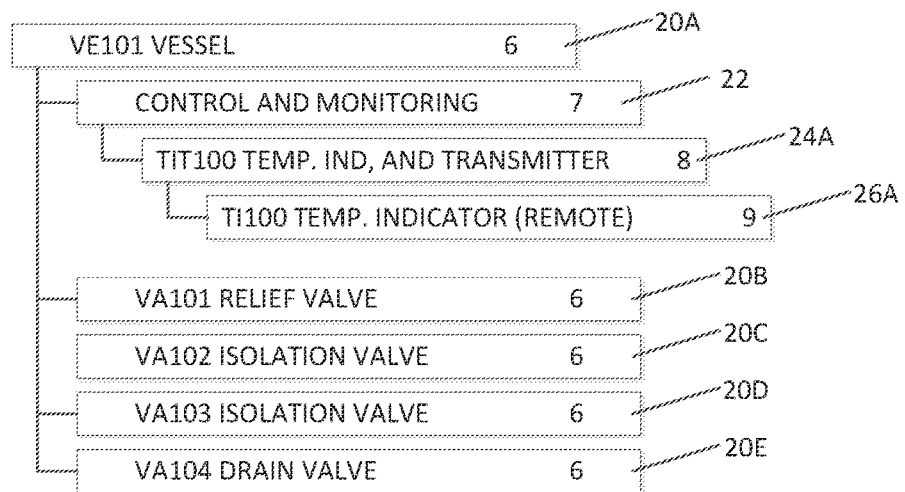 VE101 VESSEL 6 20A
CONTROL AND MONITORING 7 22
TIT100 TEMP. IND, AND TRANSMITTER 8 24A
TI100 TEMP. INDICATOR (REMOTE) 9 26A
VA101 RELIEF VALVE 6 20B
VA102 ISOLATION VALVE 6 20C
VA103 ISOLATION VALVE 6 20D
VA104 DRAIN VALVE 6 20E